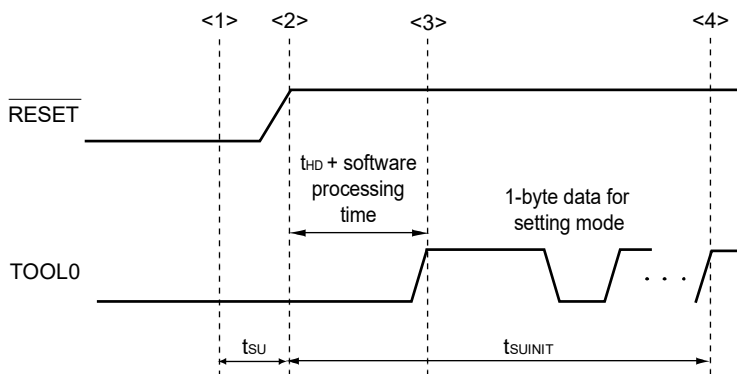 <1> <2> <3> <4>
RESET
tHD + software
processing
time
1-byte data for
setting mode
TOOL0
. . .
tSU
tSUINIT